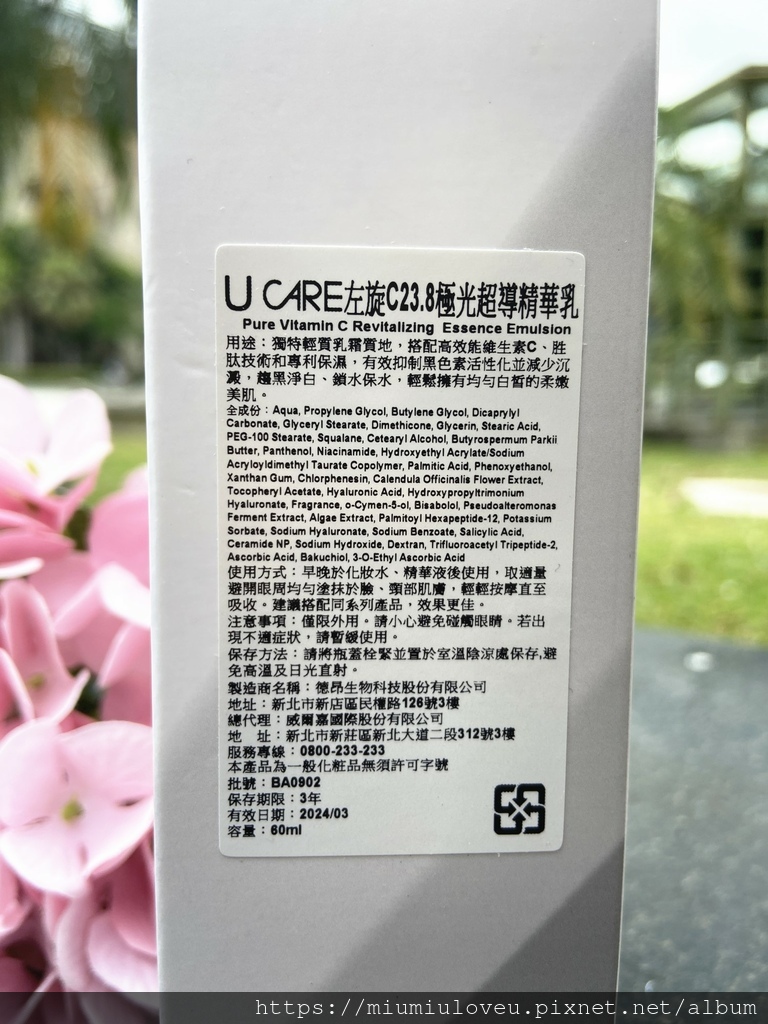 U CARE左旋C23.8極光超導精華乳
Pure Vitamin C Revitalizing Essence Emulsion
用途：獨特輕質乳霜質地，搭配高效能維生素C、胜
肽技術和專利保濕，有效抑制黑色素活性化並減少沉
澱，趨黑淨白、鎖水保水，輕鬆擁有均勻白皙的柔嫩
美肌。
全成份：Aqua, Propylene Glycol, Butylene Glycol, Dicaprylyl
Carbonate, Glyceryl Stearate, Dimethicone, Glycerin, Stearic Acid,
PEG-100 Stearate, Squalane, Cetearyl Alcohol, Butyrospermum Parkii
Butter, Panthenol, Niacinamide, Hydroxyethyl Acrylate/Sodium
Acryloyldimethyl Taurate Copolymer, Palmitic Acid, Phenoxyethanol,
Xanthan Gum, Chlorphenesin, Calendula Officinalis Flower Extract,
Tocopheryl Acetate, Hyaluronic Acid, Hydroxypropyltrimonium
Hyaluronate, Fragrance, o-Cymen-5-ol, Bisabolol, Pseudoalteromonas
Ferment Extract, Algae Extract, Palmitoyl Hexapeptide-12, Potassium
Sorbate, Sodium Hyaluronate, Sodium Benzoate, Salicylic Acid,
Ceramide NP, Sodium Hydroxide, Dextran, Trifluoroacetyl Tripeptide-2,
Ascorbic Acid, Bakuchiol, 3-O-Ethyl Ascorbic Acid
使用方式：早晚於化妝水、精華液後使用，取適量
避開眼周均勻塗抹於臉、頸部肌膚，輕輕按摩直至
吸收。建議搭配同系列產品，效果更佳。
注意事項：僅限外用。請小心避免碰觸眼睛。若出
現不適症狀，請暫緩使用。
保存方法：請將瓶蓋栓緊並置於室溫陰涼處保存,避
免高溫及日光直射。
製造商名稱：德昂生物科技股份有限公司
地址：新北市新店區民權路126號3樓
總代理：威爾嘉國際股份有限公司
地 址：新北市新莊區新北大道二段312號3樓
服務專線：0800-233-233
本產品為一般化粧品無須許可字號
批號：BA0902
保存期限：3年
有效日期：2024/03
容量：60ml
https://miumiuloveu.pixnet.net/album